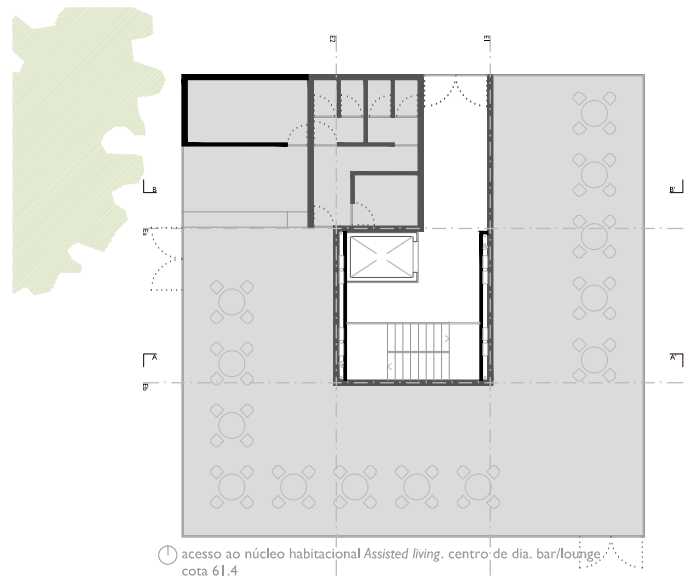 B
B'
A
A'
acesso ao núcleo habitacional Assisted living. centro de dia. bar/lounge
cota 61.4